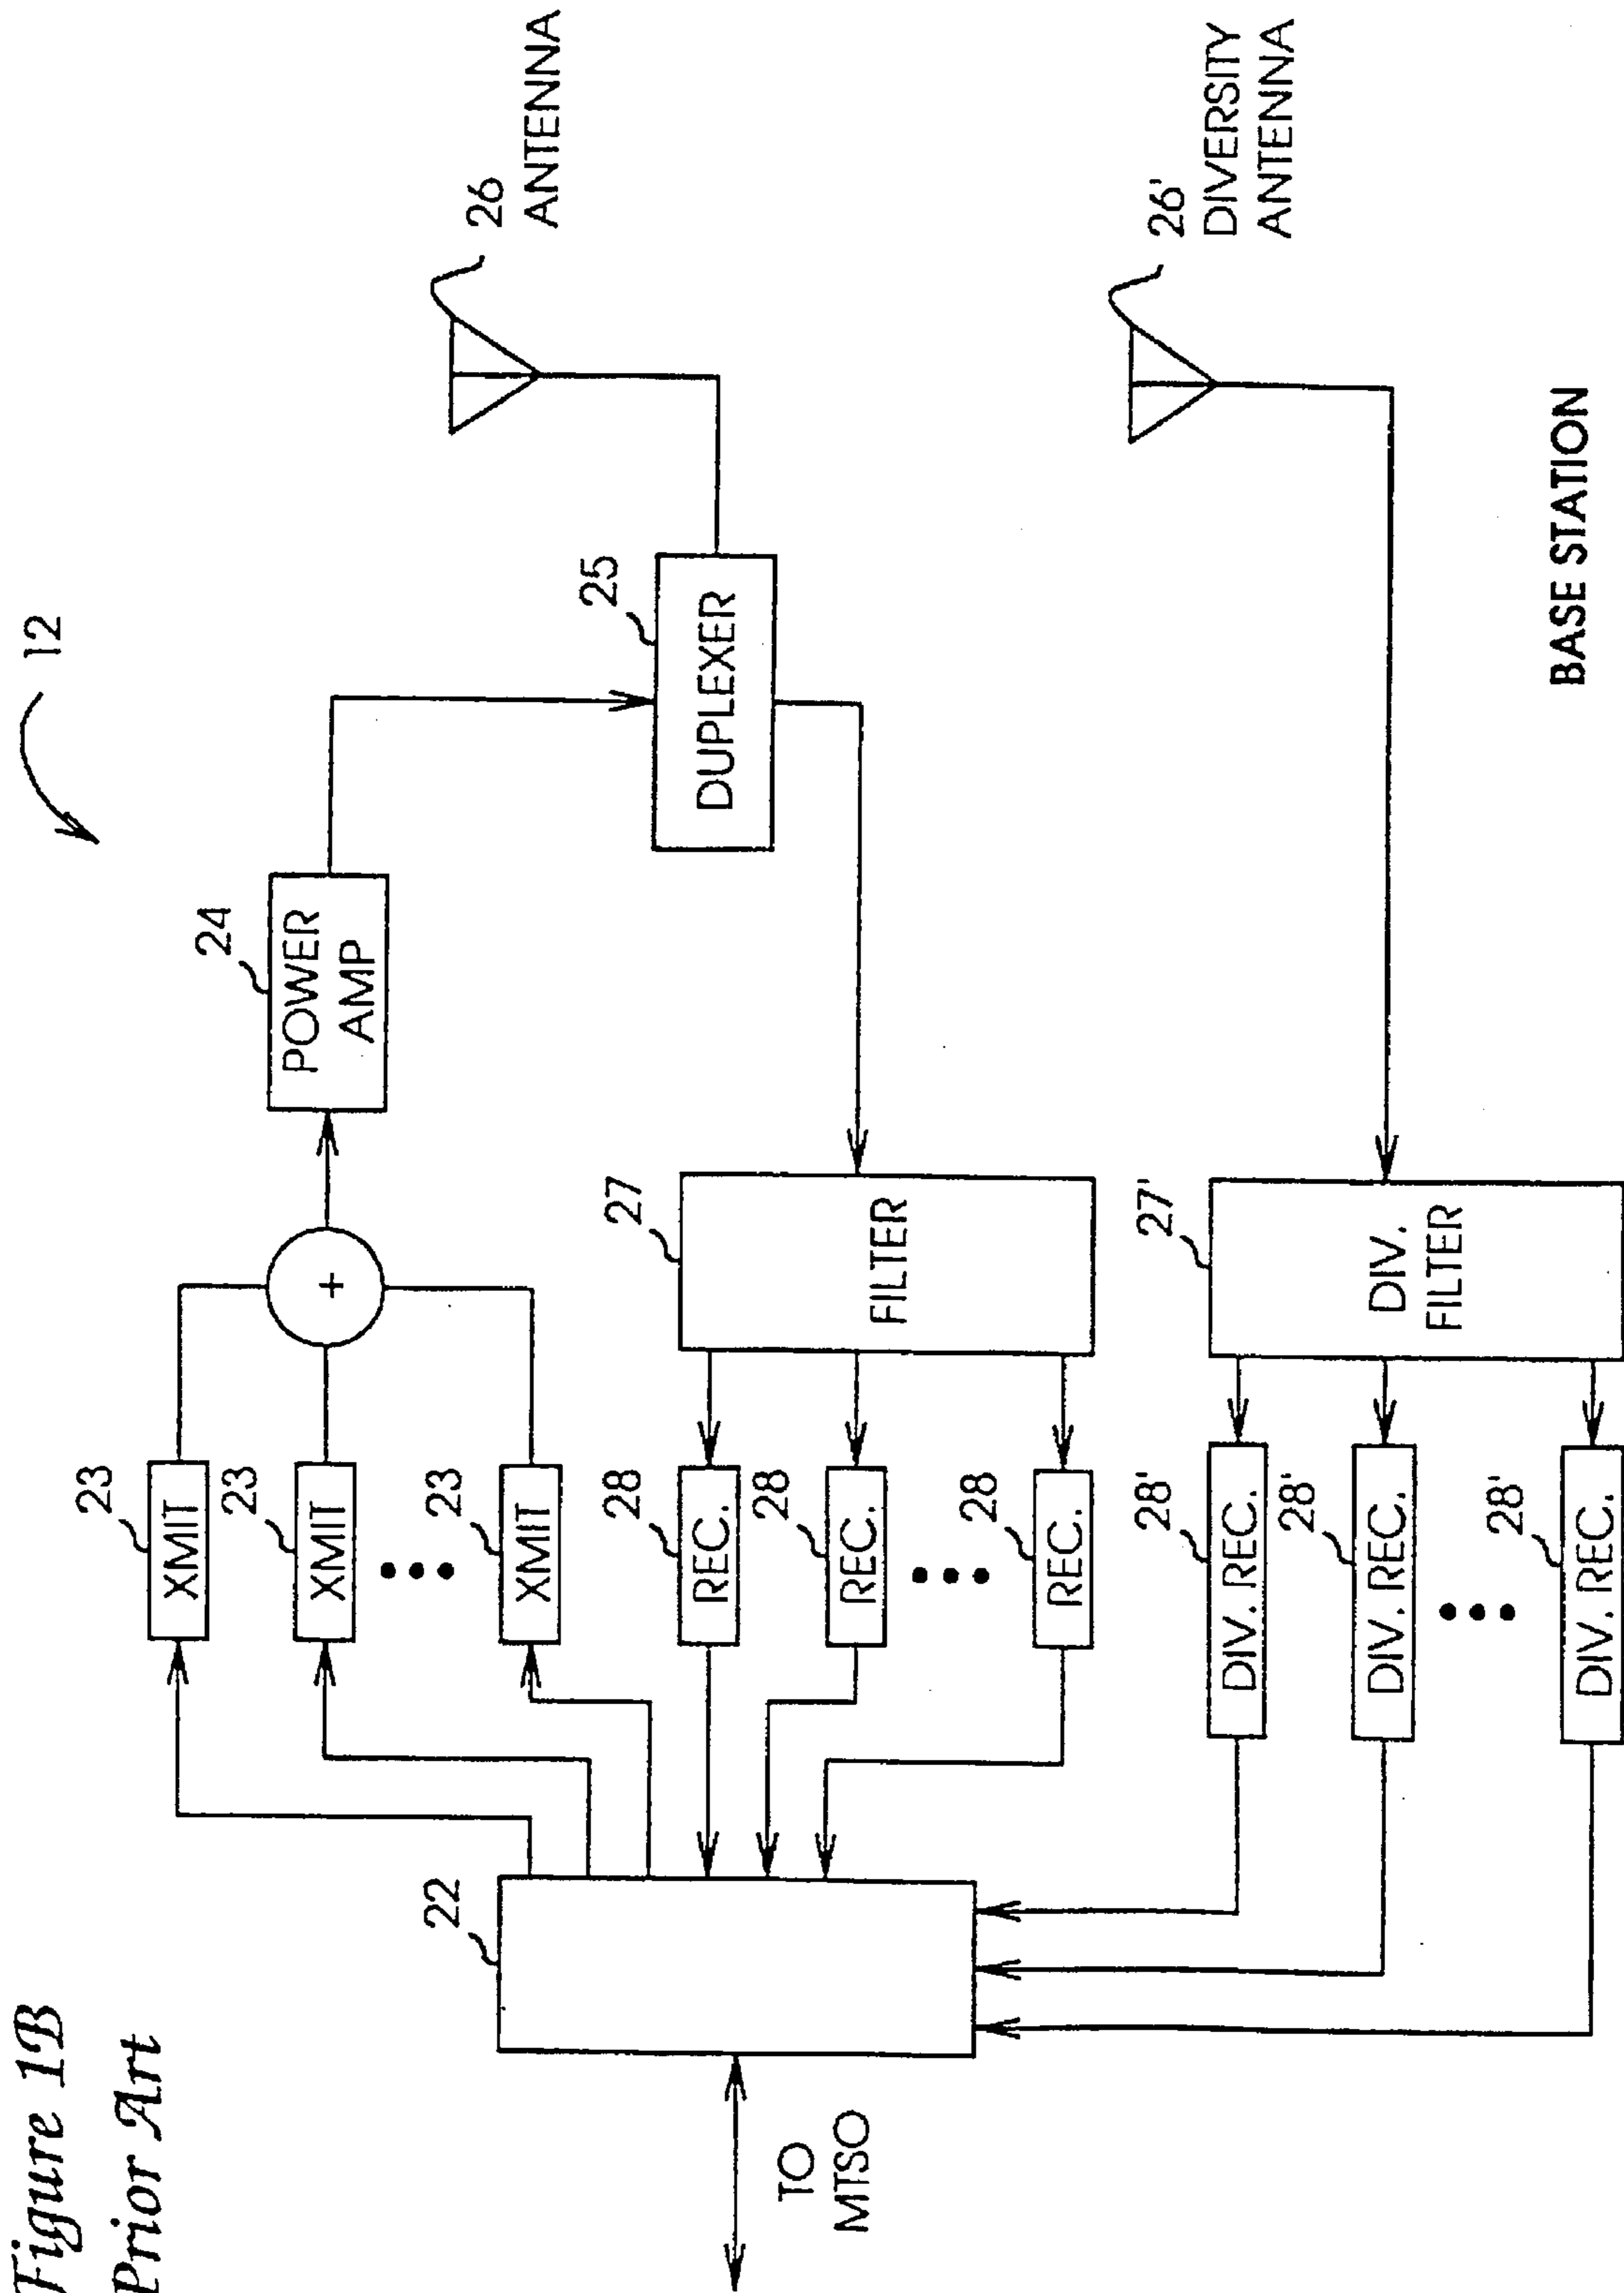 Figure 1B
Prior Art
12
22
TO
MTSO
23
XMIT
23
XMIT
23
XMIT
+
24
POWER
AMP
25
DUPLEXER
26
ANTENNA
27
FILTER
28
REC.
28
REC.
28
REC.
26'
DIVERSITY
ANTENNA
27'
DIV.
FILTER
28'
DIV. REC.
28'
DIV. REC.
28'
DIV. REC.
BASE STATION